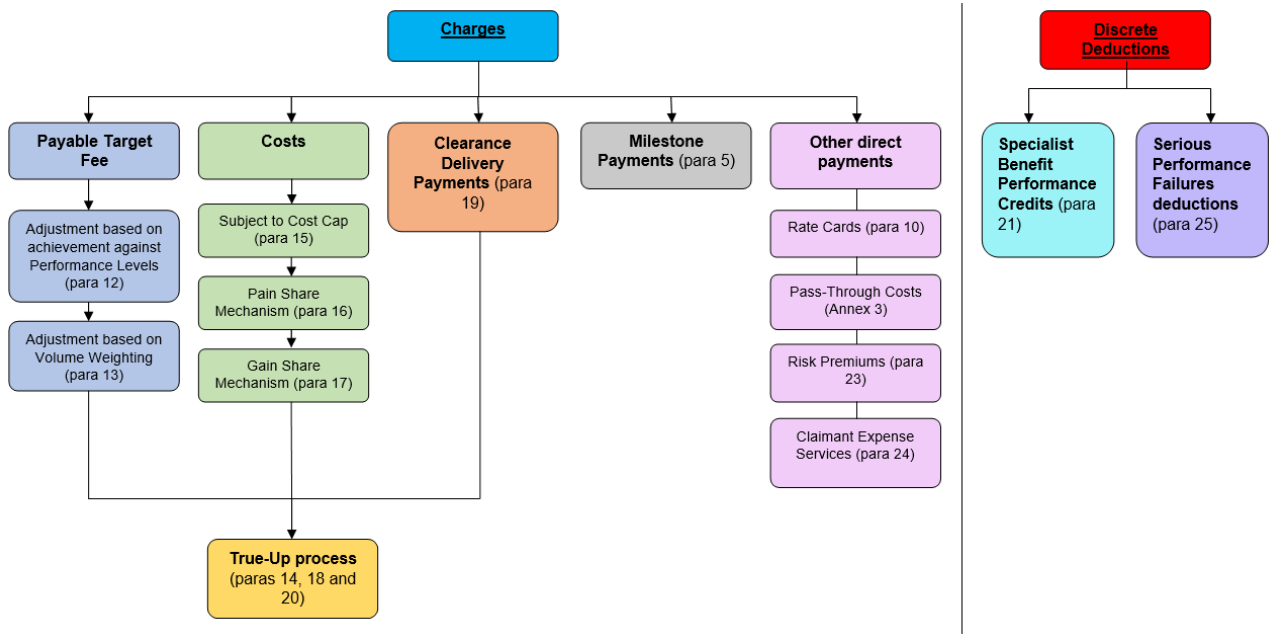 Charges
Discrete
Deductions
Payable Target
Fee
Costs
Clearance
Delivery
Payments (para
19)
Milestone
Payments (para 5)
Other direct
payments
Specialist
Benefit
Performance
Credits (para
21)
Serious
Performance
Failures
deductions
(para 25)
Adjustment based on
achievement against
Performance Levels
(para 12)
Adjustment based on
Volume Weighting
(para 13)
Subject to Cost Cap
(para 15)
Pain Share
Mechanism (para 16)
Gain Share
Mechanism (para 17)
Rate Cards (para 10)
Pass-Through Costs
(Annex 3)
Risk Premiums (para
23)
Claimant Expense
Services (para 24)
True-Up process
(paras 14, 18 and
20)